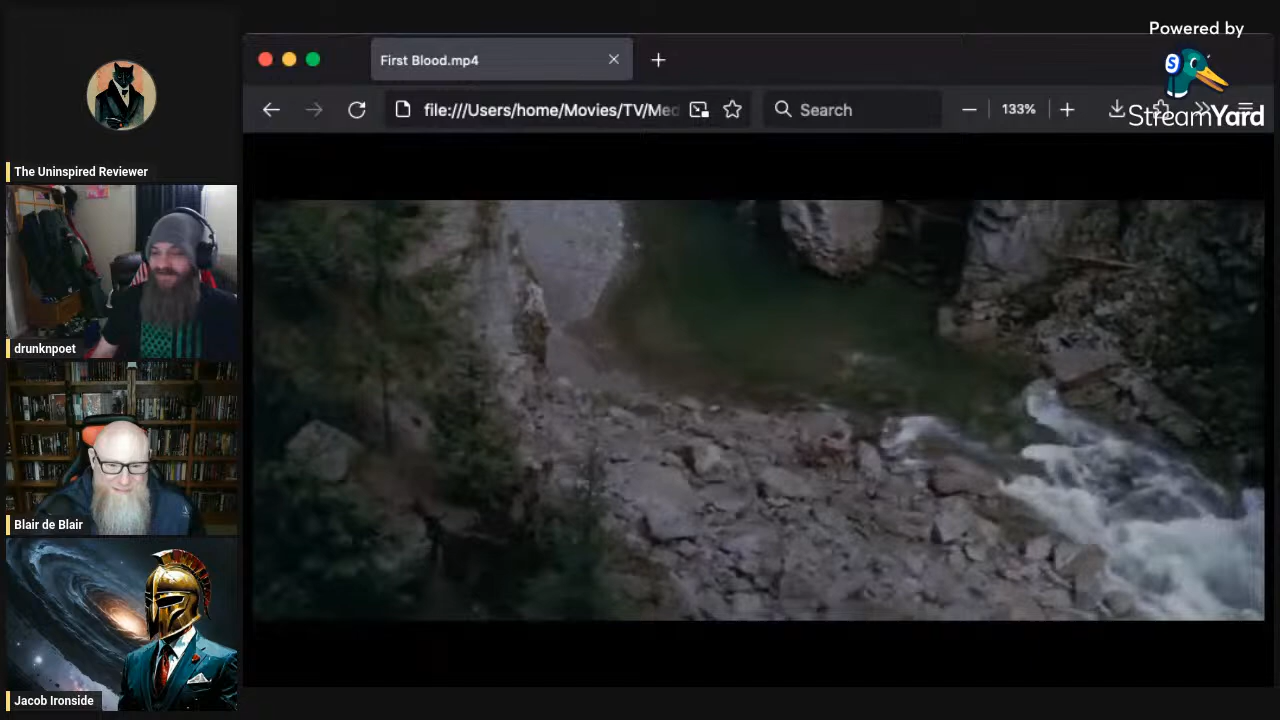 Powered by
StreamYard
First Blood.mp4
file:///Users/home/Movies/TV/Med
Search
133%
The Uninspired Reviewer
drunknpoet
Blair de Blair
Jacob Ironside